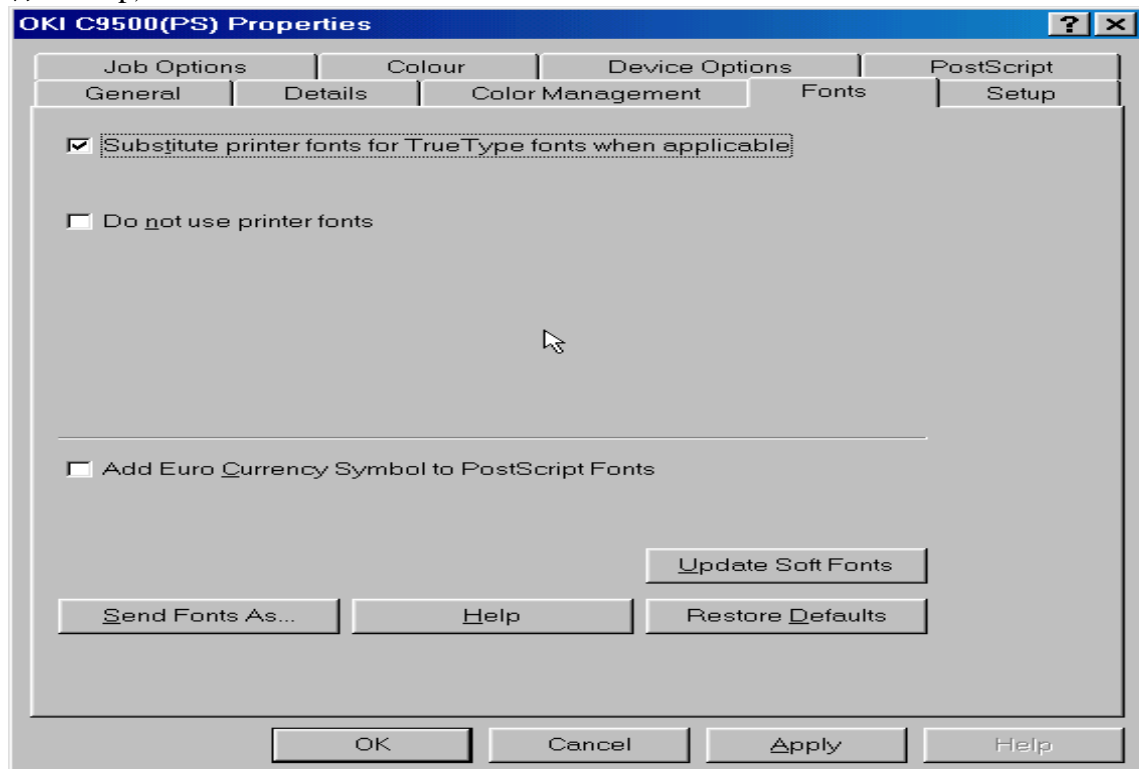 OKI C9500(PS) Properties
? ×
Job Options Colour Device Options PostScript
General Details Color Management Fonts Setup
Substitute printer fonts for TrueType fonts when applicable
Do not use printer fonts
Add Euro Currency Symbol to PostScript Fonts
Update Soft Fonts
Send Fonts As... Help Restore Defaults
OK Cancel Apply Help